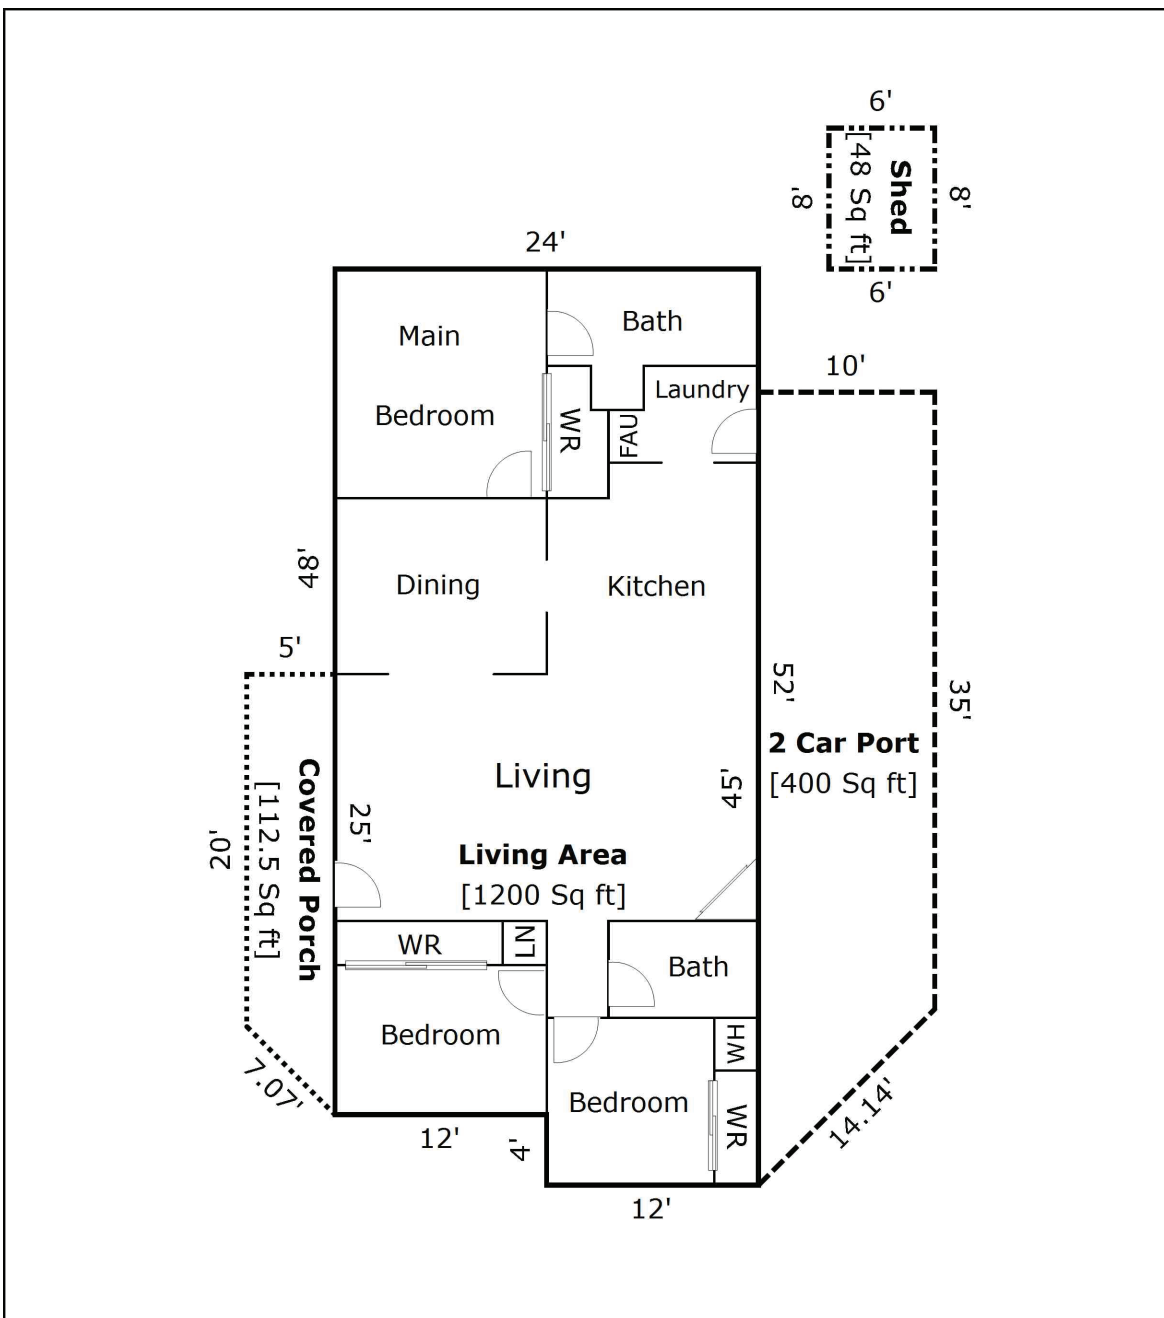 6'
8'
Shed
[48 Sq ft]
8'
6'
24'
Main
Bedroom
Bath
WR
FAU
Laundry
10'
48'
Dining
Kitchen
5'
52'
35'
2 Car Port
[400 Sq ft]
Living
45'
25'
Living Area
[1200 Sq ft]
20'
Covered Porch
[112.5 Sq ft]
WR
LN
Bath
Bedroom
WH
7.07'
Bedroom
WR
14.14'
12'
4'
12'